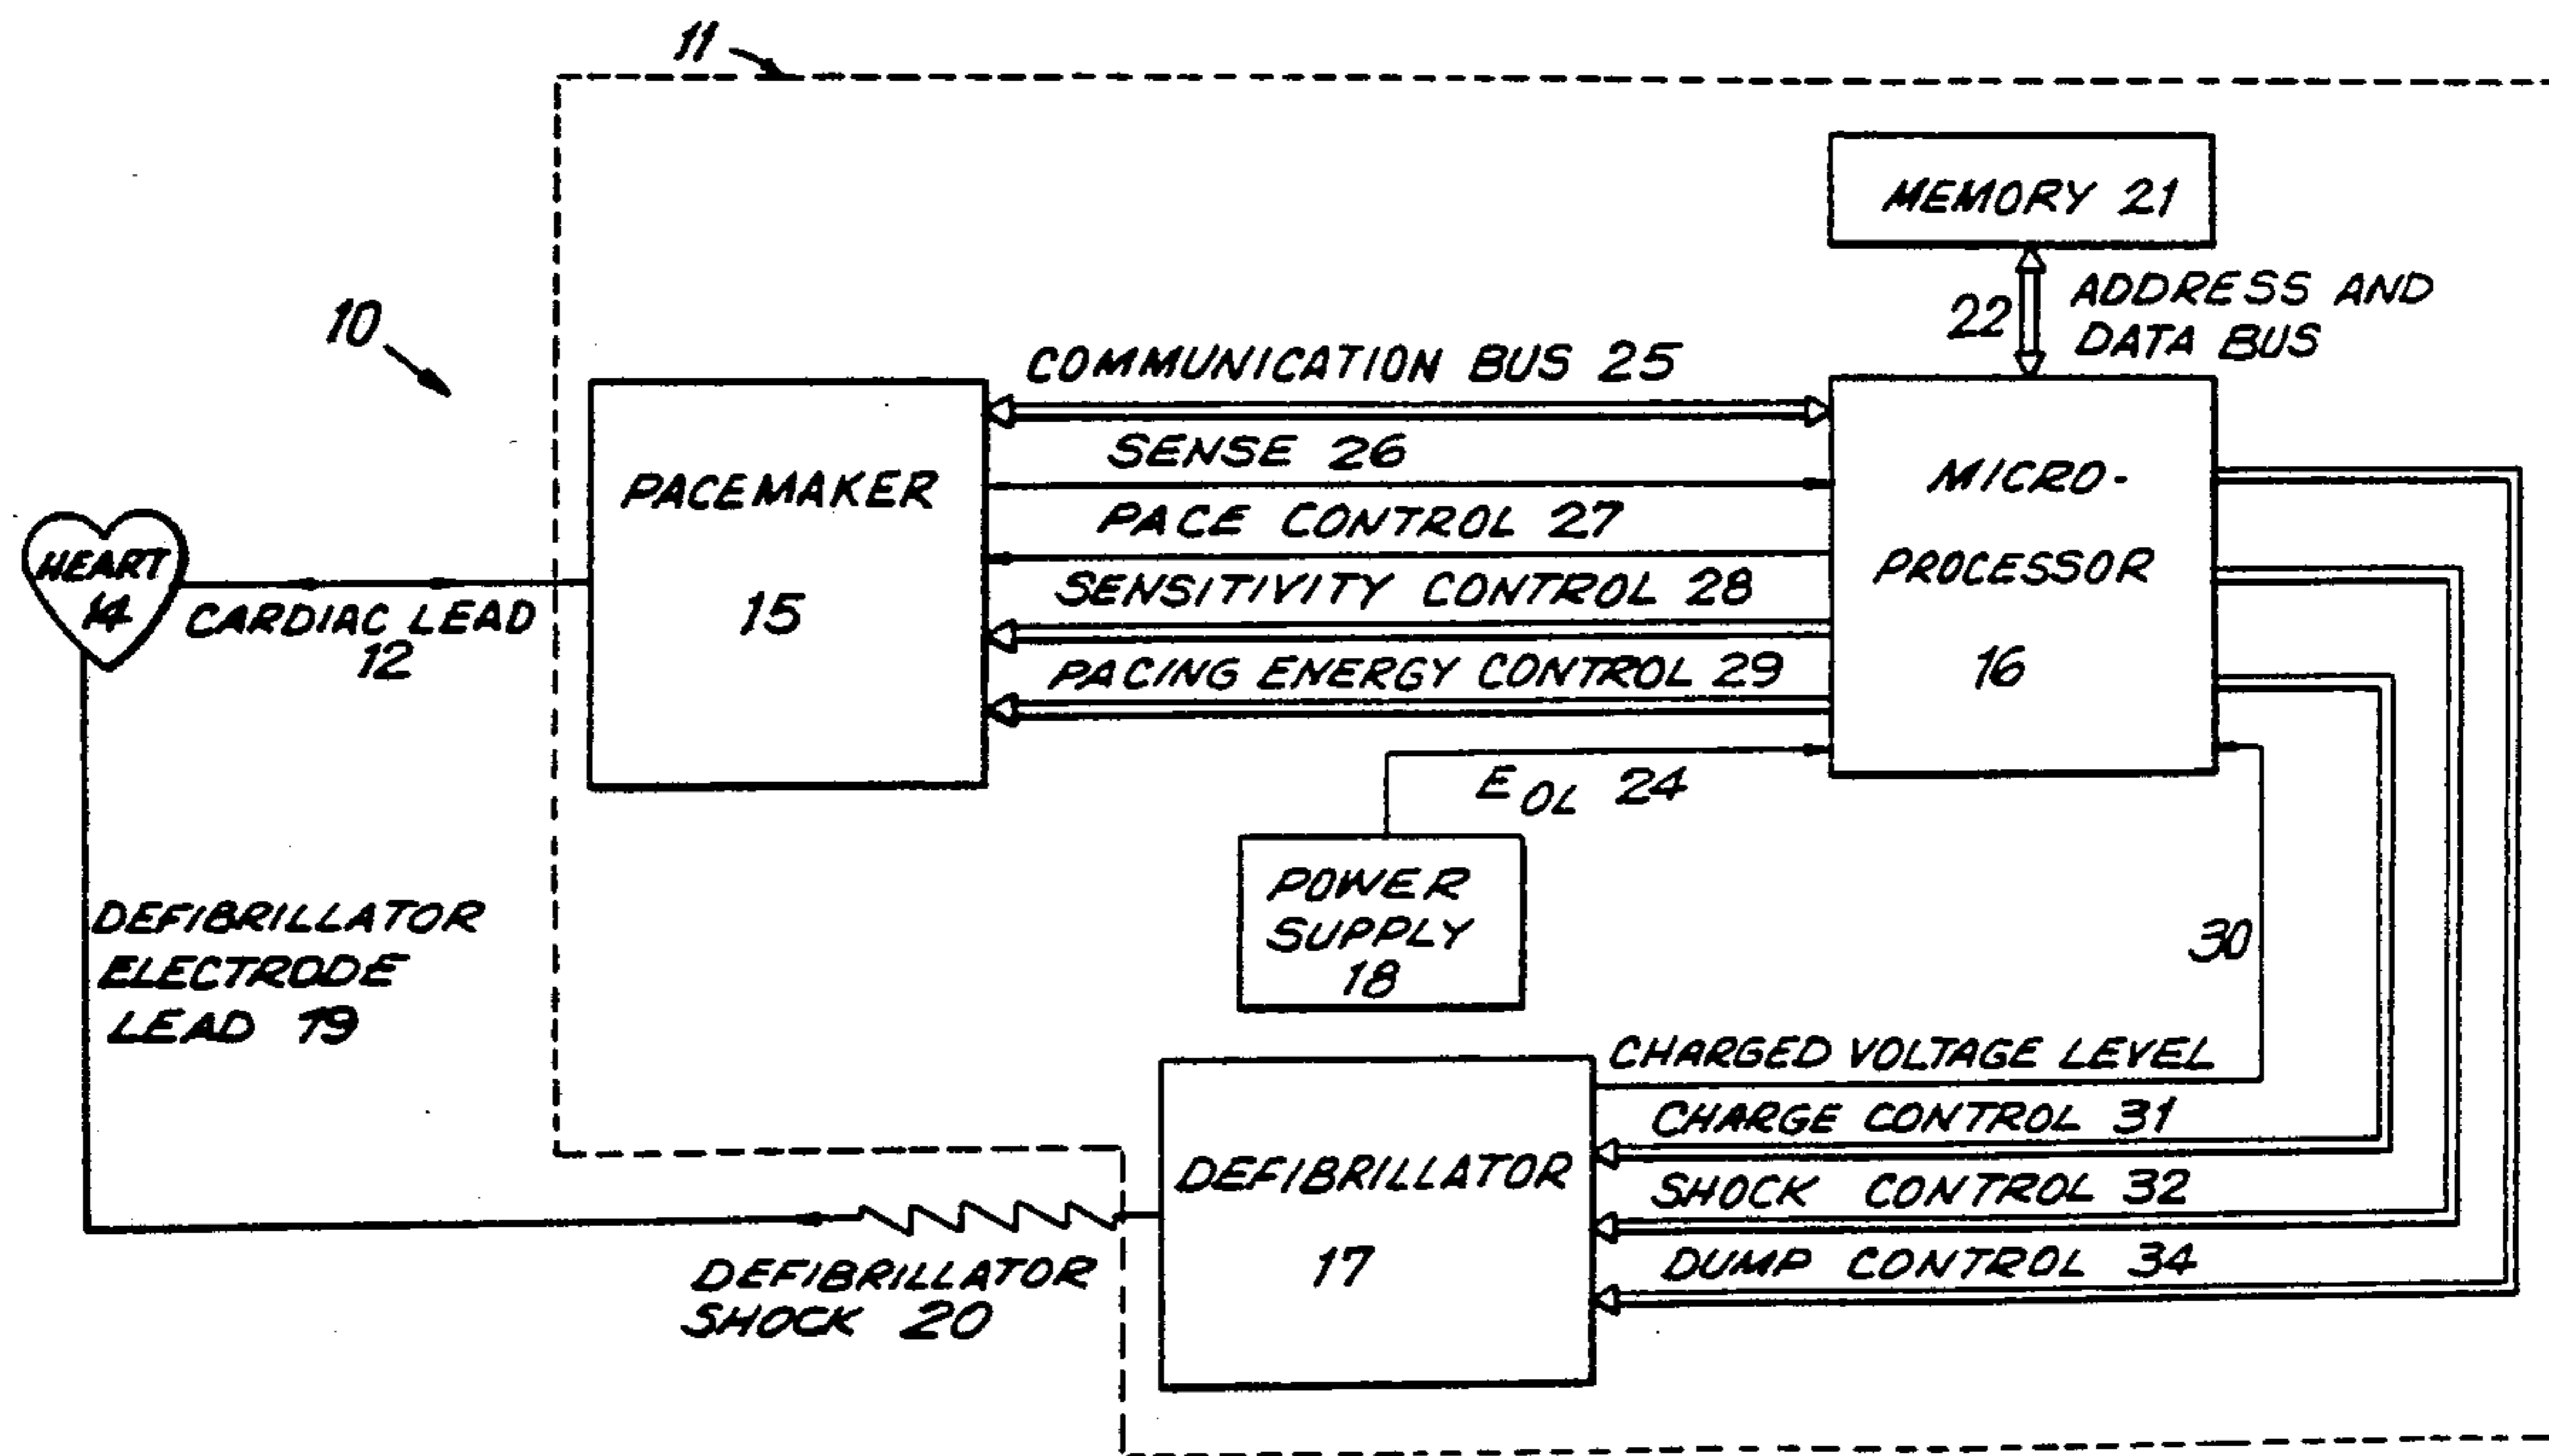 11
MEMORY 21
22
ADDRESS AND
DATA BUS
10
COMMUNICATION BUS 25
SENSE 26
PACE CONTROL 27
SENSITIVITY CONTROL 28
PACING ENERGY CONTROL 29
PACEMAKER
15
MICRO-
PROCESSOR
16
HEART
14
CARDIAC LEAD
12
EOL 24
POWER
SUPPLY
18
30
DEFIBRILLATOR
ELECTRODE
LEAD 19
CHARGED VOLTAGE LEVEL
CHARGE CONTROL 31
SHOCK CONTROL 32
DUMP CONTROL 34
DEFIBRILLATOR
17
DEFIBRILLATOR
SHOCK 20